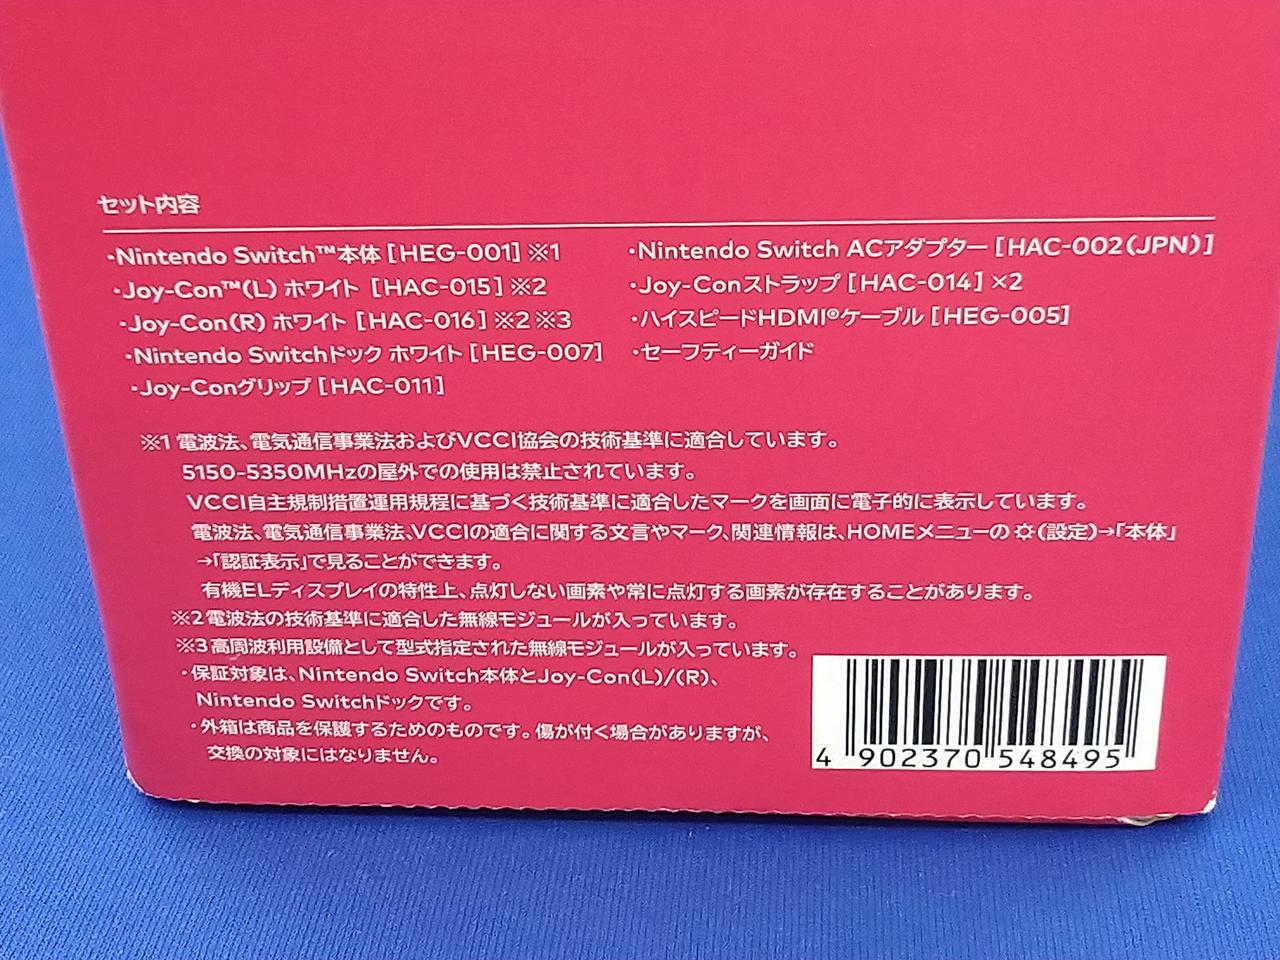 セット内容
・Nintendo Switch™本体 [HEG-001] ※1
・Joy-Con™(L) ホワイト [HAC-015] ※2
・Joy-Con(R) ホワイト [HAC-016] ※2 ※3
・Nintendo Switchドック ホワイト [HEG-007]
・Joy-Conグリップ [HAC-011]
・Nintendo Switch ACアダプター [HAC-002(JPN)]
・Joy-Conストラップ [HAC-014] ×2
・ハイスピードHDMI®ケーブル [HEG-005]
・セーフティーガイド
※1 電波法、電気通信事業法およびVCCI協会の技術基準に適合しています。
5150-5350MHzの屋外での使用は禁止されています。
VCCI自主規制措置運用規程に基づく技術基準に適合したマークを画面に電子的に表示しています。
電波法、電気通信事業法、VCCIの適合に関する文言やマーク、関連情報は、HOMEメニューの(設定)→「本体」
→「認証表示」で見ることができます。
有機ELディスプレイの特性上、点灯しない画素や常に点灯する画素が存在することがあります。
※2 電波法の技術基準に適合した無線モジュールが入っています。
※3 高周波利用設備として型式指定された無線モジュールが入っています。
・保証対象は、Nintendo Switch本体とJoy-Con(L)/(R)、
Nintendo Switchドックです。
・外箱は商品を保護するためのものです。傷が付く場合がありますが、
交換の対象にはなりません。
4 902370 548495